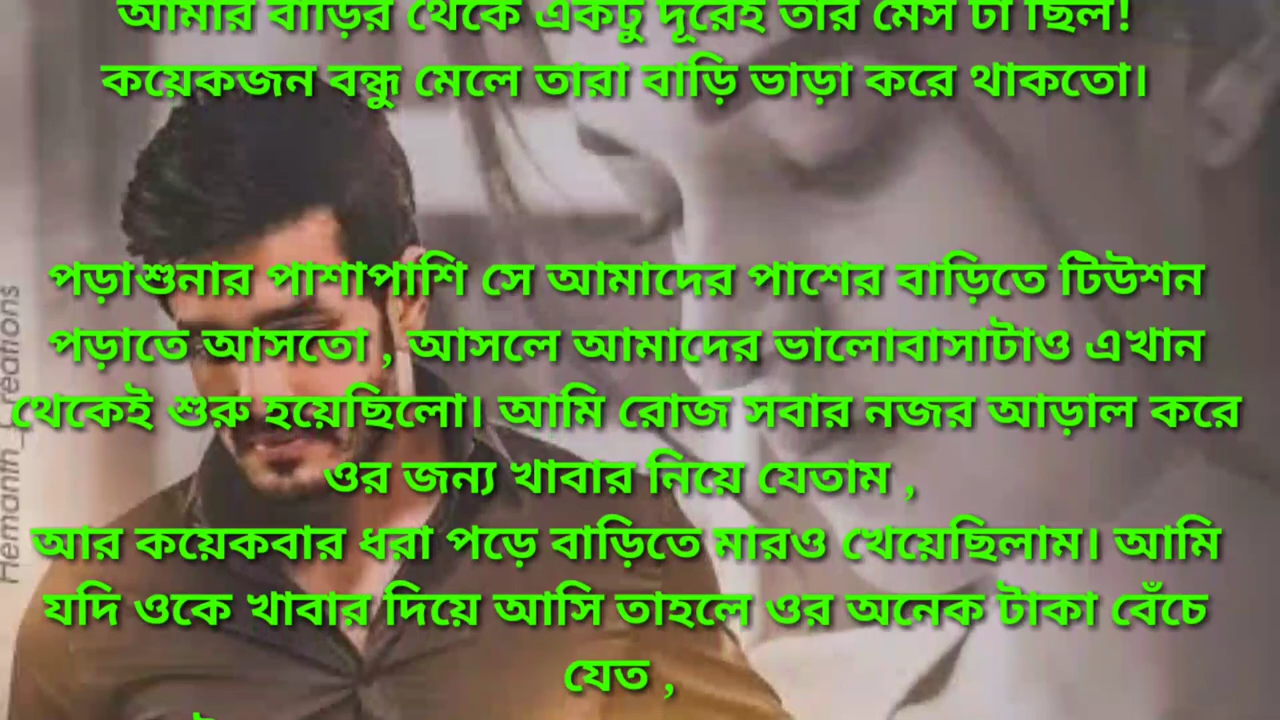 আমার বাড়ির থেকে একটু দূরেই তার মেস টা ছিল!
কয়েকজন বন্ধু মেলে তারা বাড়ি ভাড়া করে থাকতো।
পড়াশুনার পাশাপাশি সে আমাদের পাশের বাড়িতে টিউশন
পড়াতে আসতো , আসলে আমাদের ভালোবাসাটাও এখান
থেকেই শুরু হয়েছিলো। আমি রোজ সবার নজর আড়াল করে
ওর জন্য খাবার নিয়ে যেতাম ,
আর কয়েকবার ধরা পড়ে বাড়িতে মারও খেয়েছিলাম। আমি
যদি ওকে খাবার দিয়ে আসি তাহলে ওর অনেক টাকা বেঁচে
যেত ,
Hemanth_Creations